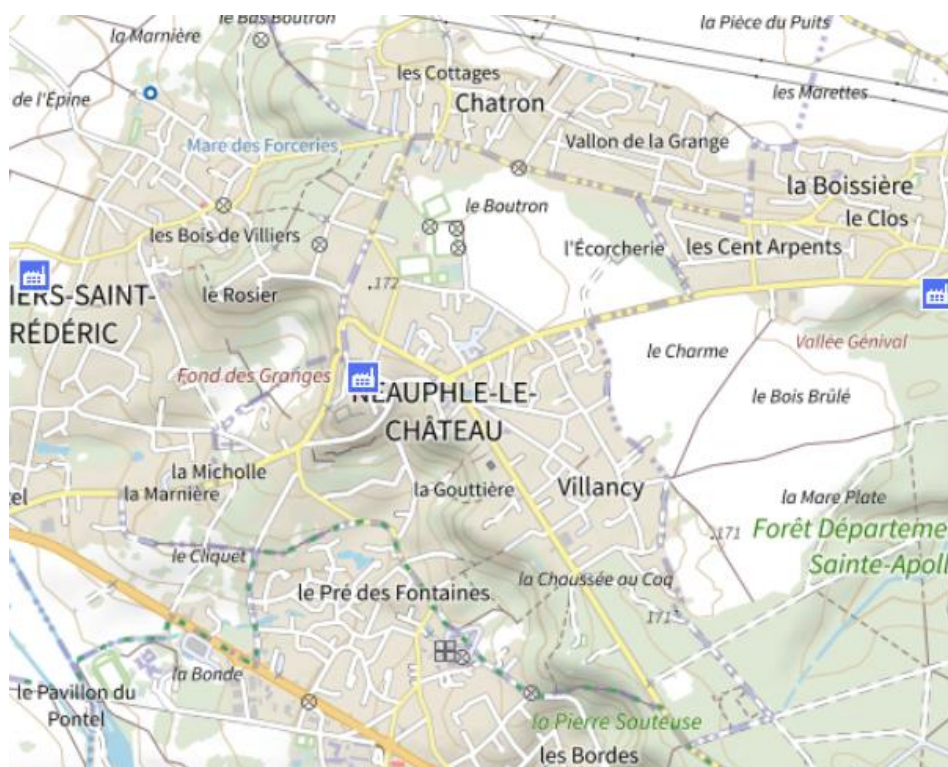 le Bas Boutron
la Pièce du Puits
la Marnière
les Cottages
de l'Épine
Chatron
les Marettes
Mare des Forceries
Vallon de la Grange
la Boissière
le Boutron
le Clos
les Bois de Villiers
l'Écorcherie
les Cent Arpents
.172
IERS-SAINT-
RÉDÉRIC
le Rosier
le Charme
Vallée Génival
Fond des Granges
NEAUPHLE-LE-
CHÂTEAU
le Bois Brûlé
la Micholle
la Marnière
la Gouttière
Villancy
la Mare Plate
tel
.171
Forêt Départeme
Sainte-Apoll
le Cliquet
la Chaussée au Coq
le Pré des Fontaines
171
la Bonde
le Pavillon du
Pontel
la Pierre Sauteuse
les Bordes